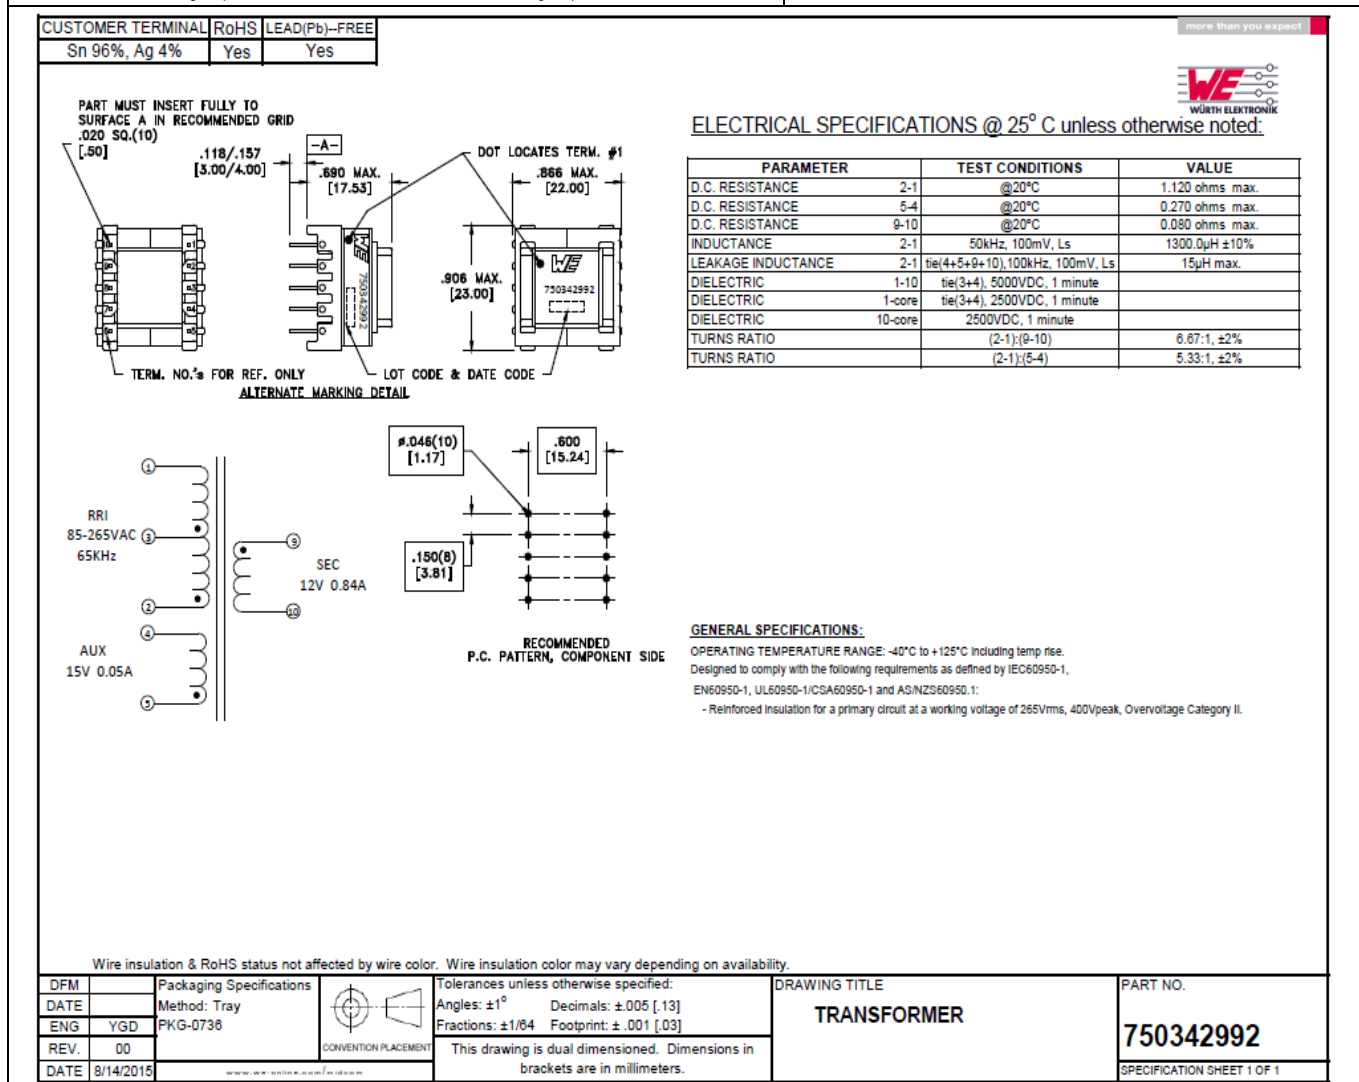 CUSTOMER TERMINAL RoHS LEAD(Pb)--FREE
Sn 96%, Ag 4% Yes Yes
more than you expect
WE
WÜRTH ELEKTRONIK
PART MUST INSERT FULLY TO
SURFACE A IN RECOMMENDED GRID
.020 SQ.(10)
[.50]
.118/.157
[3.00/4.00]
-A-
.690 MAX.
[17.53]
DOT LOCATES TERM. #1
.866 MAX.
[22.00]
.906 MAX.
[23.00]
WE
750342992
WE
750342992
TERM. NO.'s FOR REF. ONLY
LOT CODE & DATE CODE
ALTERNATE MARKING DETAIL
ELECTRICAL SPECIFICATIONS @ 25° C unless otherwise noted:
PARAMETER TEST CONDITIONS VALUE
D.C. RESISTANCE 2-1 @20°C 1.120 ohms max.
D.C. RESISTANCE 5-4 @20°C 0.270 ohms max.
D.C. RESISTANCE 9-10 @20°C 0.080 ohms max.
INDUCTANCE 2-1 50kHz, 100mV, Ls 1300.0µH ±10%
LEAKAGE INDUCTANCE 2-1 tie(4+5+9+10),100kHz, 100mV, Ls 15µH max.
DIELECTRIC 1-10 tie(3+4), 5000VDC, 1 minute
DIELECTRIC 1-core tie(3+4), 2500VDC, 1 minute
DIELECTRIC 10-core 2500VDC, 1 minute
TURNS RATIO (2-1):(9-10) 6.67:1, ±2%
TURNS RATIO (2-1):(5-4) 5.33:1, ±2%
1
RRI
85-265VAC 3
65KHz
2
4
AUX
15V 0.05A
5
9
SEC
12V 0.84A
10
ø.046(10)
[1.17]
.600
[15.24]
.150(8)
[3.81]
RECOMMENDED
P.C. PATTERN, COMPONENT SIDE
GENERAL SPECIFICATIONS:
OPERATING TEMPERATURE RANGE: -40°C to +125°C including temp rise.
Designed to comply with the following requirements as defined by IEC60950-1,
EN60950-1, UL60950-1/CSA60950-1 and AS/NZS60950.1:
- Reinforced insulation for a primary circuit at a working voltage of 265Vrms, 400Vpeak, Overvoltage Category II.
Wire insulation & RoHS status not affected by wire color. Wire insulation color may vary depending on availability.
DFM
DATE
ENG YGD
REV. 00
DATE 8/14/2015
Packaging Specifications
Method: Tray
PKG-0736
www.we-online.com/midcom
CONVENTION PLACEMENT
Tolerances unless otherwise specified:
Angles: ±1° Decimals: ±.005 [.13]
Fractions: ±1/64 Footprint: ± .001 [.03]
This drawing is dual dimensioned. Dimensions in
brackets are in millimeters.
DRAWING TITLE
TRANSFORMER
PART NO.
750342992
SPECIFICATION SHEET 1 OF 1